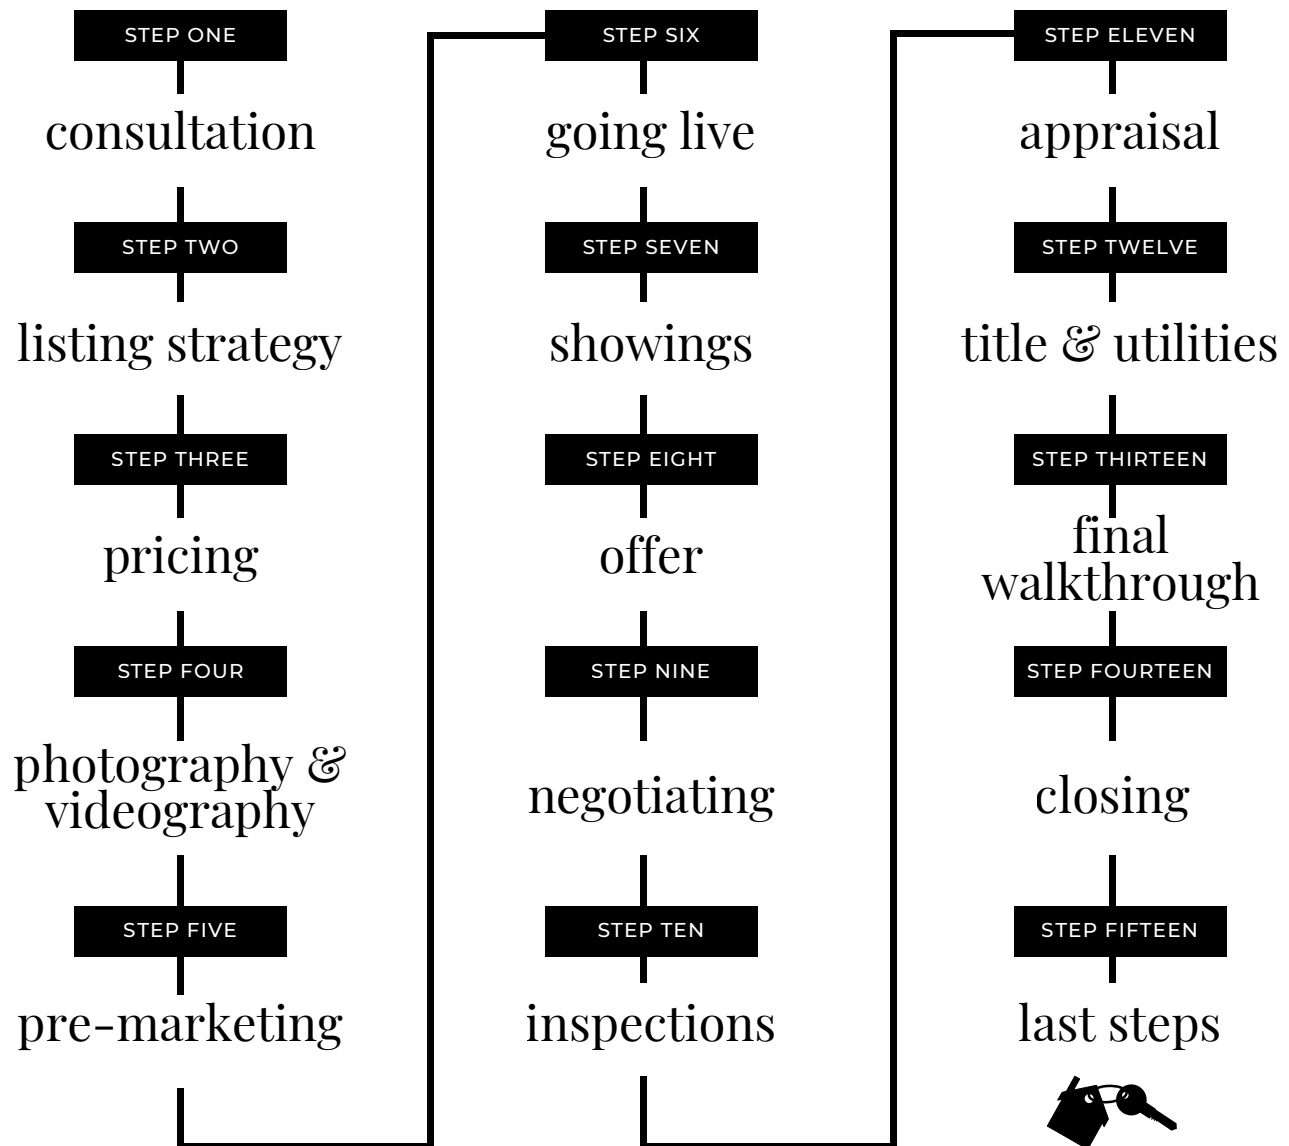 STEP ONE
consultation
STEP TWO
listing strategy
STEP THREE
pricing
STEP FOUR
photography &
videography
STEP FIVE
pre-marketing
STEP SIX
going live
STEP SEVEN
showings
STEP EIGHT
offer
STEP NINE
negotiating
STEP TEN
inspections
STEP ELEVEN
appraisal
STEP TWELVE
title & utilities
STEP THIRTEEN
final
walkthrough
STEP FOURTEEN
closing
STEP FIFTEEN
last steps